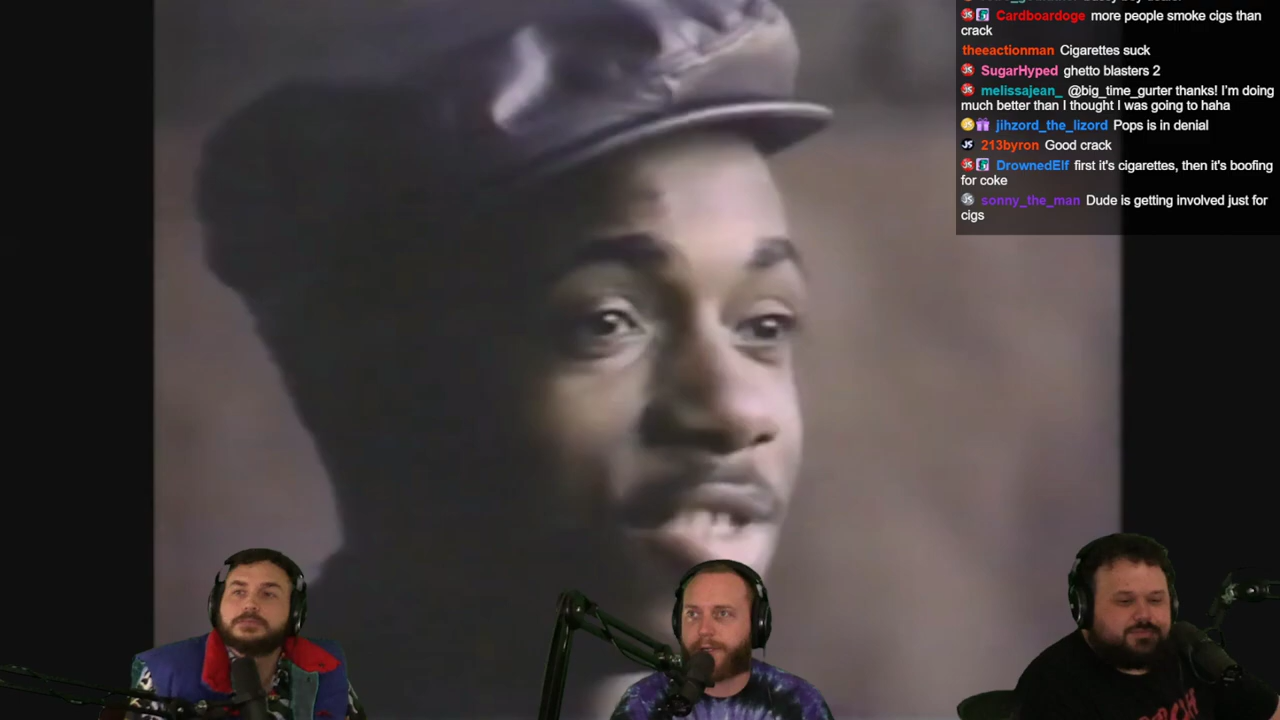 Cardboardoge more people smoke cigs than
crack
theeactionman Cigarettes suck
SugarHyped ghetto blasters 2
melissajean_ @big_time_gurter thanks! I'm doing
much better than I thought I was going to haha
jihzord_the_lizord Pops is in denial
213byron Good crack
DrownedElf first it's cigarettes, then it's boofing
for coke
sonny_the_man Dude is getting involved just for
cigs